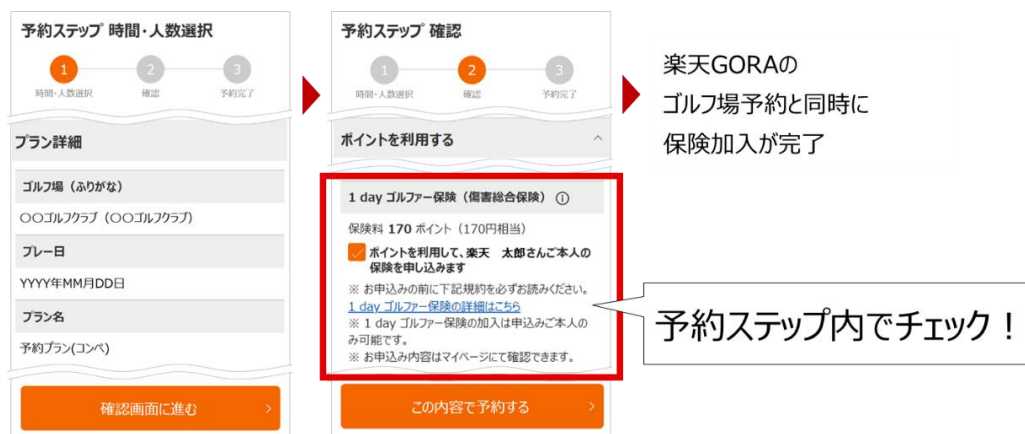 予約ステップ 時間・人数選択
1
2
3
時間・人数選択
確認
予約完了
プラン詳細
ゴルフ場（ふりがな）
○○ゴルフクラブ（○○ゴルフクラブ）
プレー日
YYYY年MM月DD日
プラン名
予約プラン(コンペ)
確認画面に進む
予約ステップ 確認
1
2
3
時間・人数選択
確認
予約完了
ポイントを利用する
1 day ゴルファー保険（傷害総合保険）
保険料 170 ポイント（170円相当）
ポイントを利用して、楽天　太郎さんご本人の
保険を申し込みます
※ お申込みの前に下記規約を必ずお読みください。
1 day ゴルファー保険の詳細はこちら
※ 1 day ゴルファー保険の加入は申込みご本人の
み可能です。
※ お申込み内容はマイページにて確認できます。
この内容で予約する
楽天GORAの
ゴルフ場予約と同時に
保険加入が完了
予約ステップ内でチェック！